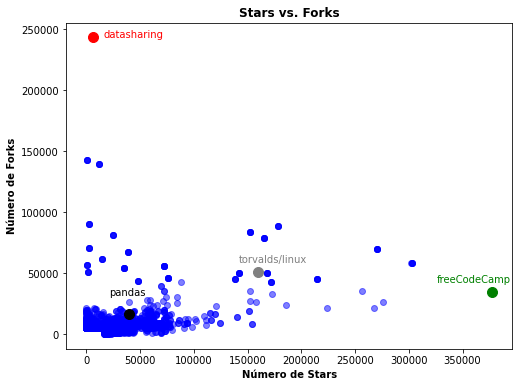 Stars vs. Forks
250000
datasharing
200000
150000
100000
50000
0
Número de Forks
torvalds/linux
freeCodeCamp
pandas
0 50000 100000 150000 200000 250000 300000 350000
Número de Stars